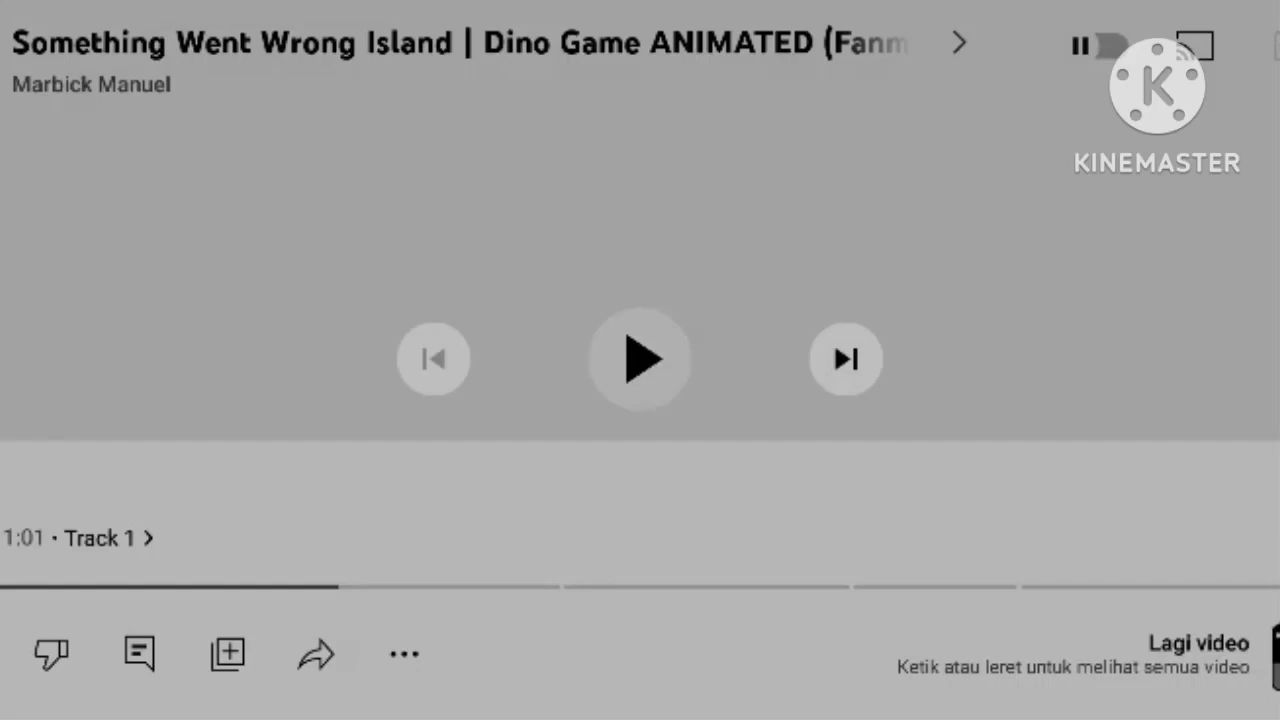 Something Went Wrong Island | Dino Game ANIMATED (Fanm
Marbick Manuel
K
KINEMASTER
1:01 • Track 1 >
Lagi video
Ketik atau leret untuk melihat semua video